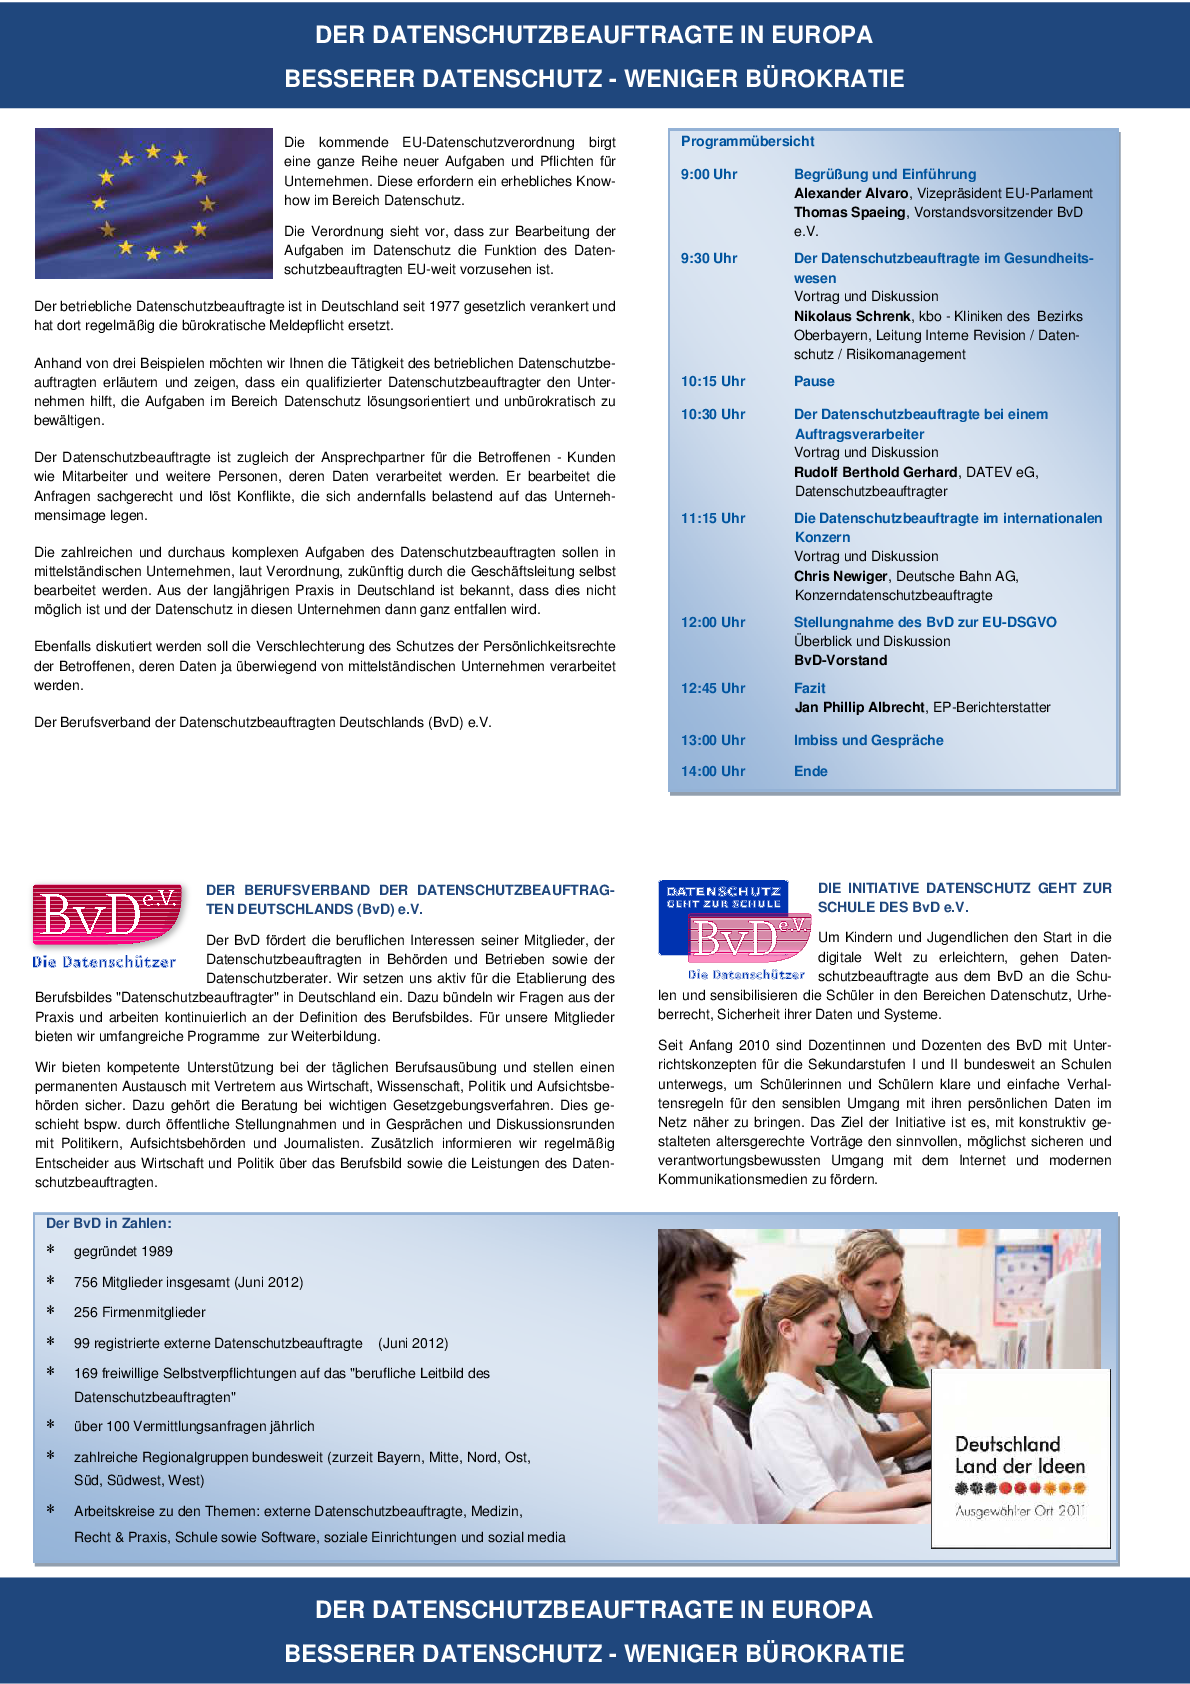 DER DATENSCHUTZBEAUFTRAGTE IN EUROPA
BESSERER DATENSCHUTZ - WENIGER BÜROKRATIE
Die kommende EU-Datenschutzverordnung birgt
eine ganze Reihe neuer Aufgaben und Pflichten für
Unternehmen. Diese erfordern ein erhebliches Know-
how im Bereich Datenschutz.
Die Verordnung sieht vor, dass zur Bearbeitung der
Aufgaben im Datenschutz die Funktion des Daten-
schutzbeauftragten EU-weit vorzusehen ist.
Der betriebliche Datenschutzbeauftragte ist in Deutschland seit 1977 gesetzlich verankert und
hat dort regelmäßig die bürokratische Meldepflicht ersetzt.
Anhand von drei Beispielen möchten wir Ihnen die Tätigkeit des betrieblichen Datenschutzbe-
auftragten erläutern und zeigen, dass ein qualifizierter Datenschutzbeauftragter den Unter-
nehmen hilft, die Aufgaben im Bereich Datenschutz lösungsorientiert und unbürokratisch zu
bewältigen.
Der Datenschutzbeauftragte ist zugleich der Ansprechpartner für die Betroffenen - Kunden
wie Mitarbeiter und weitere Personen, deren Daten verarbeitet werden. Er bearbeitet die
Anfragen sachgerecht und löst Konflikte, die sich andernfalls belastend auf das Unterneh-
mensimage legen.
Die zahlreichen und durchaus komplexen Aufgaben des Datenschutzbeauftragten sollen in
mittelständischen Unternehmen, laut Verordnung, zukünftig durch die Geschäftsleitung selbst
bearbeitet werden. Aus der langjährigen Praxis in Deutschland ist bekannt, dass dies nicht
möglich ist und der Datenschutz in diesen Unternehmen dann ganz entfallen wird.
Ebenfalls diskutiert werden soll die Verschlechterung des Schutzes der Persönlichkeitsrechte
der Betroffenen, deren Daten ja überwiegend von mittelständischen Unternehmen verarbeitet
werden.
Der Berufsverband der Datenschutzbeauftragten Deutschlands (BvD) e.V.
Programmübersicht
9:00 Uhr Begrüßung und Einführung
Alexander Alvaro, Vizepräsident EU-Parlament
Thomas Spaeing, Vorstandsvorsitzender BvD
e.V.
9:30 Uhr Der Datenschutzbeauftragte im Gesundheits-
wesen
Vortrag und Diskussion
Nikolaus Schrenk, kbo - Kliniken des Bezirks
Oberbayern, Leitung Interne Revision / Daten-
schutz / Risikomanagement
10:15 Uhr Pause
10:30 Uhr Der Datenschutzbeauftragte bei einem
Auftragsverarbeiter
Vortrag und Diskussion
Rudolf Berthold Gerhard, DATEV eG,
Datenschutzbeauftragter
11:15 Uhr Die Datenschutzbeauftragte im internationalen
Konzern
Vortrag und Diskussion
Chris Newiger, Deutsche Bahn AG,
Konzerndatenschutzbeauftragte
12:00 Uhr Stellungnahme des BvD zur EU-DSGVO
Überblick und Diskussion
BvD-Vorstand
12:45 Uhr Fazit
Jan Phillip Albrecht, EP-Berichterstatter
13:00 Uhr Imbiss und Gespräche
14:00 Uhr Ende
BvD e.V.
Die Datenschützer
DER BERUFSVERBAND DER DATENSCHUTZBEAUFTRAG-
TEN DEUTSCHLANDS (BvD) e.V.
Der BvD fördert die beruflichen Interessen seiner Mitglieder, der
Datenschutzbeauftragten in Behörden und Betrieben sowie der
Datenschutzberater. Wir setzen uns aktiv für die Etablierung des
Berufsbildes "Datenschutzbeauftragter" in Deutschland ein. Dazu bündeln wir Fragen aus der
Praxis und arbeiten kontinuierlich an der Definition des Berufsbildes. Für unsere Mitglieder
bieten wir umfangreiche Programme zur Weiterbildung.
Wir bieten kompetente Unterstützung bei der täglichen Berufsausübung und stellen einen
permanenten Austausch mit Vertretern aus Wirtschaft, Wissenschaft, Politik und Aufsichtsbe-
hörden sicher. Dazu gehört die Beratung bei wichtigen Gesetzgebungsverfahren. Dies ge-
schieht bspw. durch öffentliche Stellungnahmen und in Gesprächen und Diskussionsrunden
mit Politikern, Aufsichtsbehörden und Journalisten. Zusätzlich informieren wir regelmäßig
Entscheider aus Wirtschaft und Politik über das Berufsbild sowie die Leistungen des Daten-
schutzbeauftragten.
DATENSCHUTZ
GEHT ZUR SCHULE
BvD e.V.
Die Datenschützer
DIE INITIATIVE DATENSCHUTZ GEHT ZUR
SCHULE DES BvD e.V.
Um Kindern und Jugendlichen den Start in die
digitale Welt zu erleichtern, gehen Daten-
schutzbeauftragte aus dem BvD an die Schu-
len und sensibilisieren die Schüler in den Bereichen Datenschutz, Urhe-
berrecht, Sicherheit ihrer Daten und Systeme.
Seit Anfang 2010 sind Dozentinnen und Dozenten des BvD mit Unter-
richtskonzepten für die Sekundarstufen I und II bundesweit an Schulen
unterwegs, um Schülerinnen und Schülern klare und einfache Verhal-
tensregeln für den sensiblen Umgang mit ihren persönlichen Daten im
Netz näher zu bringen. Das Ziel der Initiative ist es, mit konstruktiv ge-
stalteten altersgerechte Vorträge den sinnvollen, möglichst sicheren und
verantwortungsbewussten Umgang mit dem Internet und modernen
Kommunikationsmedien zu fördern.
Der BvD in Zahlen:
* gegründet 1989
* 756 Mitglieder insgesamt (Juni 2012)
* 256 Firmenmitglieder
* 99 registrierte externe Datenschutzbeauftragte (Juni 2012)
* 169 freiwillige Selbstverpflichtungen auf das "berufliche Leitbild des
Datenschutzbeauftragten"
* über 100 Vermittlungsanfragen jährlich
* zahlreiche Regionalgruppen bundesweit (zurzeit Bayern, Mitte, Nord, Ost,
Süd, Südwest, West)
* Arbeitskreise zu den Themen: externe Datenschutzbeauftragte, Medizin,
Recht & Praxis, Schule sowie Software, soziale Einrichtungen und sozial media
Deutschland
Land der Ideen
Ausgewählter Ort 2011
DER DATENSCHUTZBEAUFTRAGTE IN EUROPA
BESSERER DATENSCHUTZ - WENIGER BÜROKRATIE